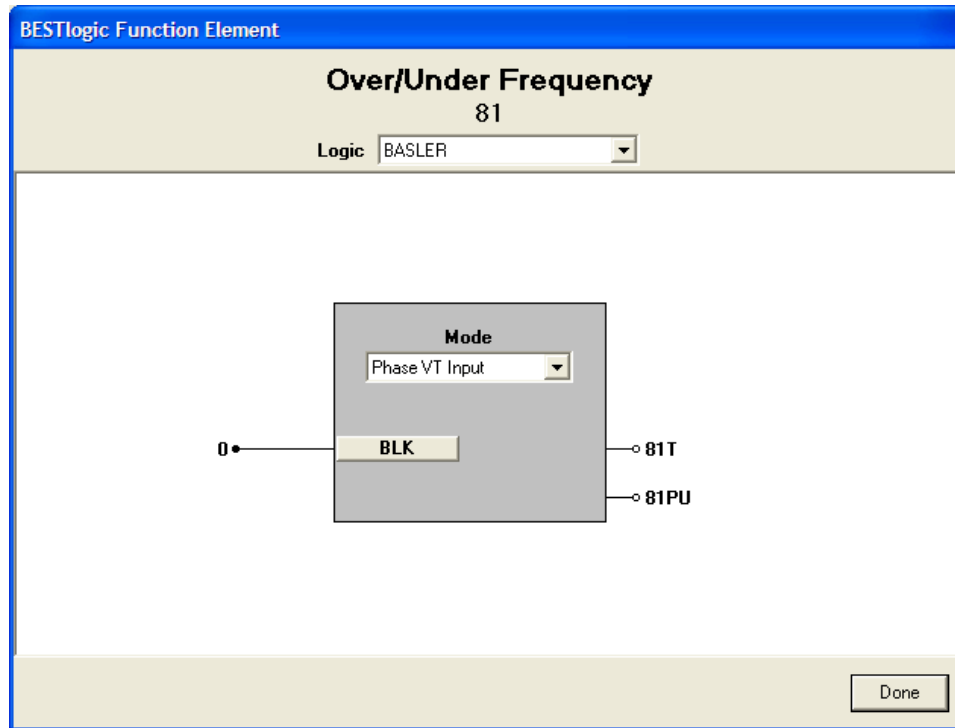 BESTlogic Function Element
Over/Under Frequency
81
Logic BASLER
Mode
Phase VT Input
0 BLK 81T
81PU
Done